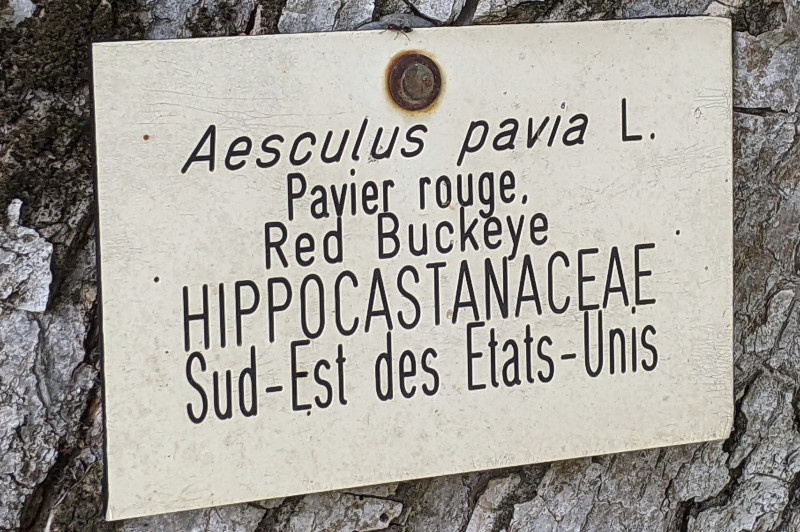 Aesculus pavia L.
Pavier rouge,
Red Buckeye
HIPPOCASTANACEAE
Sud-Est des Etats-Unis